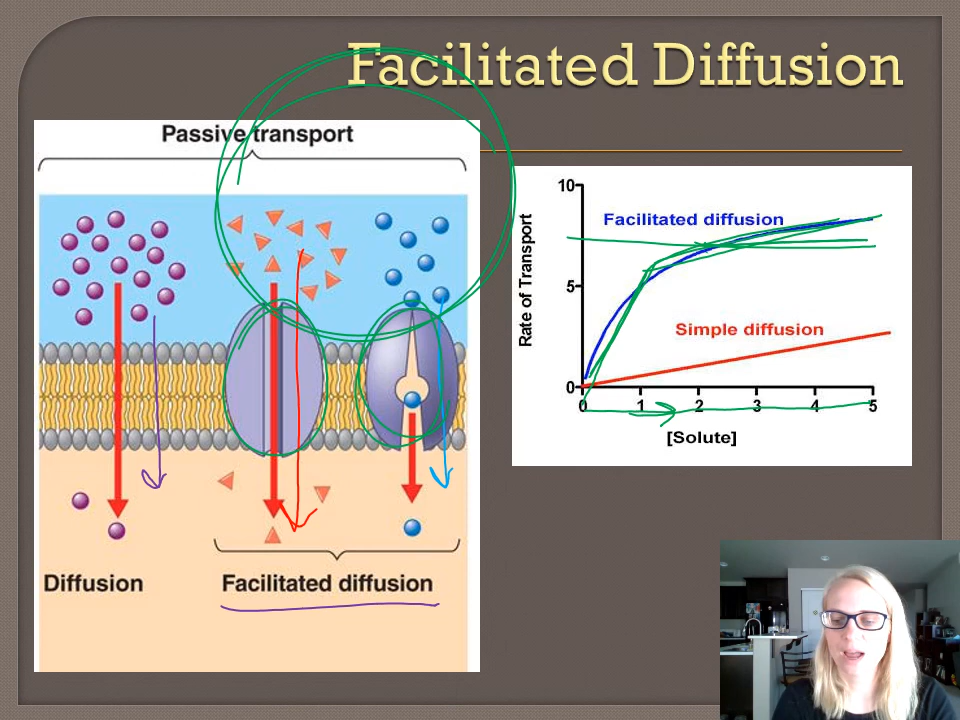 Facilitated Diffusion
Passive transport
Diffusion
Facilitated diffusion
10
5
0
Rate of Transport
Facilitated diffusion
Simple diffusion
0 1 2 3 4 5
[Solute]